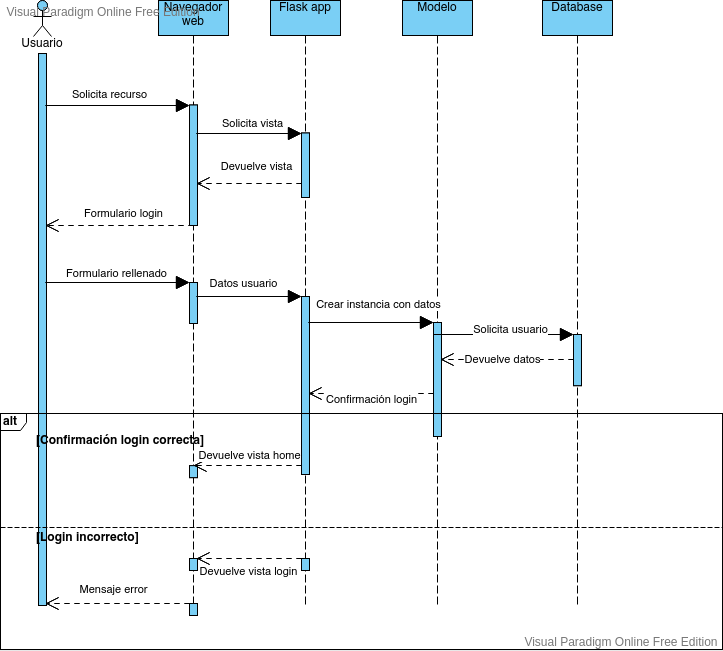 Visual Paradigm Online Free Edition
Usuario
Navegador
web
Flask app
Modelo
Database
Solicita recurso
Solicita vista
Devuelve vista
Formulario login
Formulario rellenado
Datos usuario
Crear instancia con datos
Solicita usuario
Devuelve datos
Confirmación login
alt
[Confirmación login correcta]
Devuelve vista home
[Login incorrecto]
Devuelve vista login
Mensaje error
Visual Paradigm Online Free Edition